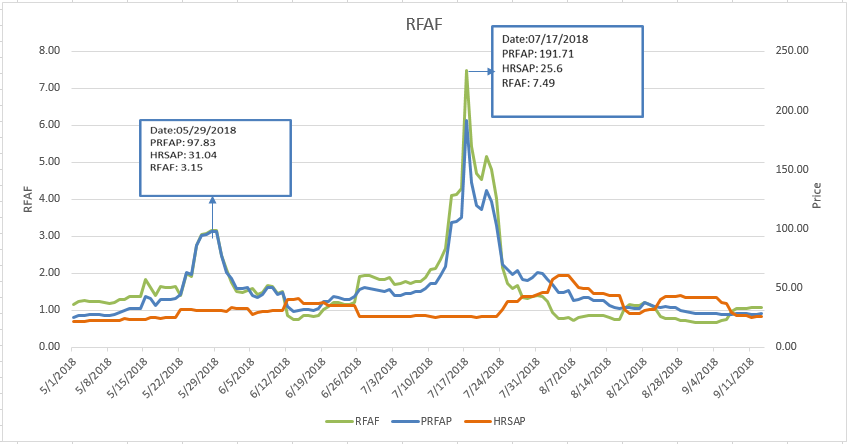 RFAF
8.00
7.00
6.00
5.00
4.00
3.00
2.00
1.00
0.00
RFAF
250.00
200.00
150.00
100.00
50.00
0.00
Price
Date:05/29/2018
PRFAP: 97.83
HRSAP: 31.04
RFAF: 3.15
Date:07/17/2018
PRFAP: 191.71
HRSAP: 25.6
RFAF: 7.49
5/1/2018
5/8/2018
5/15/2018
5/22/2018
5/29/2018
6/5/2018
6/12/2018
6/19/2018
6/26/2018
7/3/2018
7/10/2018
7/17/2018
7/24/2018
7/31/2018
8/7/2018
8/14/2018
8/21/2018
8/28/2018
9/4/2018
9/11/2018
RFAF PRFAP HRSAP